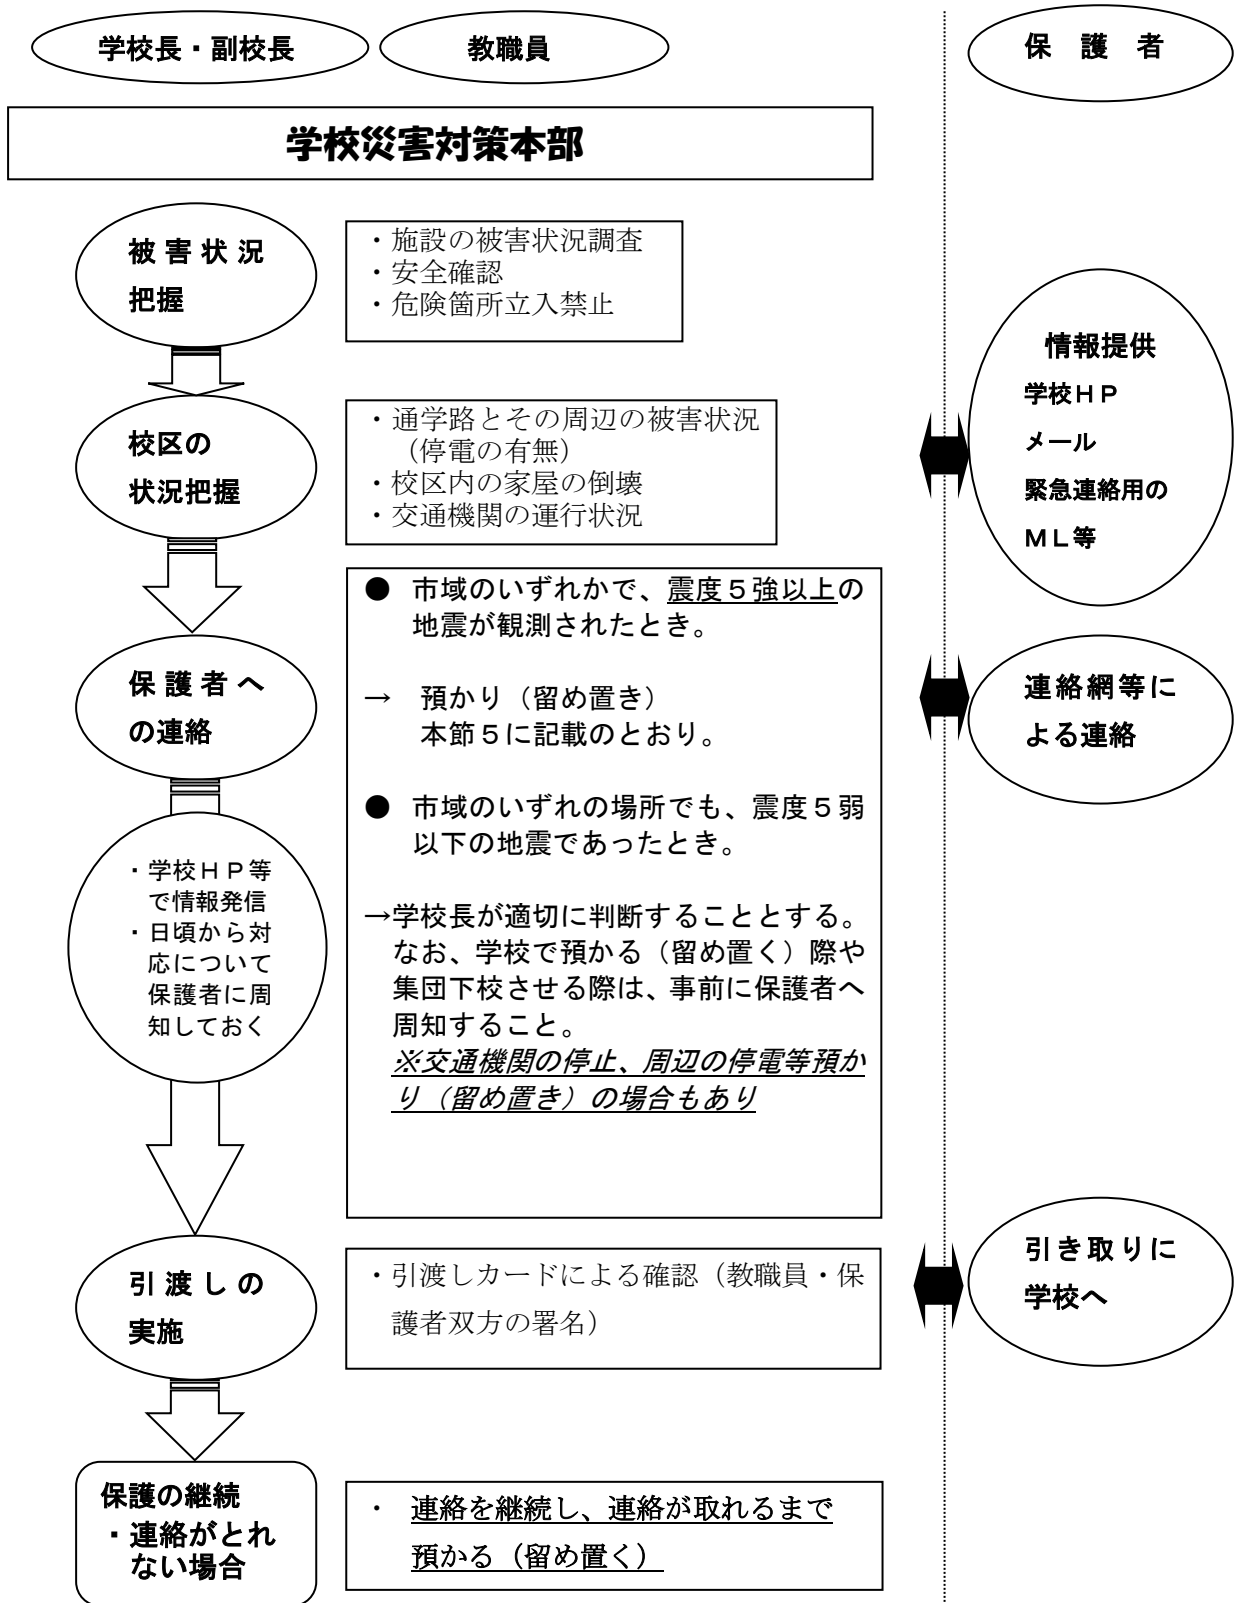 学校長・副校長
教職員
保　護　者
学校災害対策本部
被 害 状 況
把握
・施設の被害状況調査
・安全確認
・危険箇所立入禁止
情報提供
学校ＨＰ
メール
緊急連絡用の
ＭＬ等
校区の
状況把握
・通学路とその周辺の被害状況
（停電の有無）
・校区内の家屋の倒壊
・交通機関の運行状況
保 護 者 へ
の連絡
● 市域のいずれかで、震度５強以上の
地震が観測されたとき。
→ 預かり（留め置き）
本節５に記載のとおり。
● 市域のいずれの場所でも、震度５弱
以下の地震であったとき。
→学校長が適切に判断することとする。
なお、学校で預かる（留め置く）際や
集団下校させる際は、事前に保護者へ
周知すること。
※交通機関の停止、周辺の停電等預か
り（留め置き）の場合もあり
連絡網等に
よる連絡
・学校ＨＰ等
で情報発信
・日頃から対
応について
保護者に周
知しておく
引 渡 し の
実施
・引渡しカードによる確認（教職員・保
護者双方の署名）
引き取りに
学校へ
保護の継続
・連絡がとれ
ない場合
・ 連絡を継続し、連絡が取れるまで
預かる（留め置く）